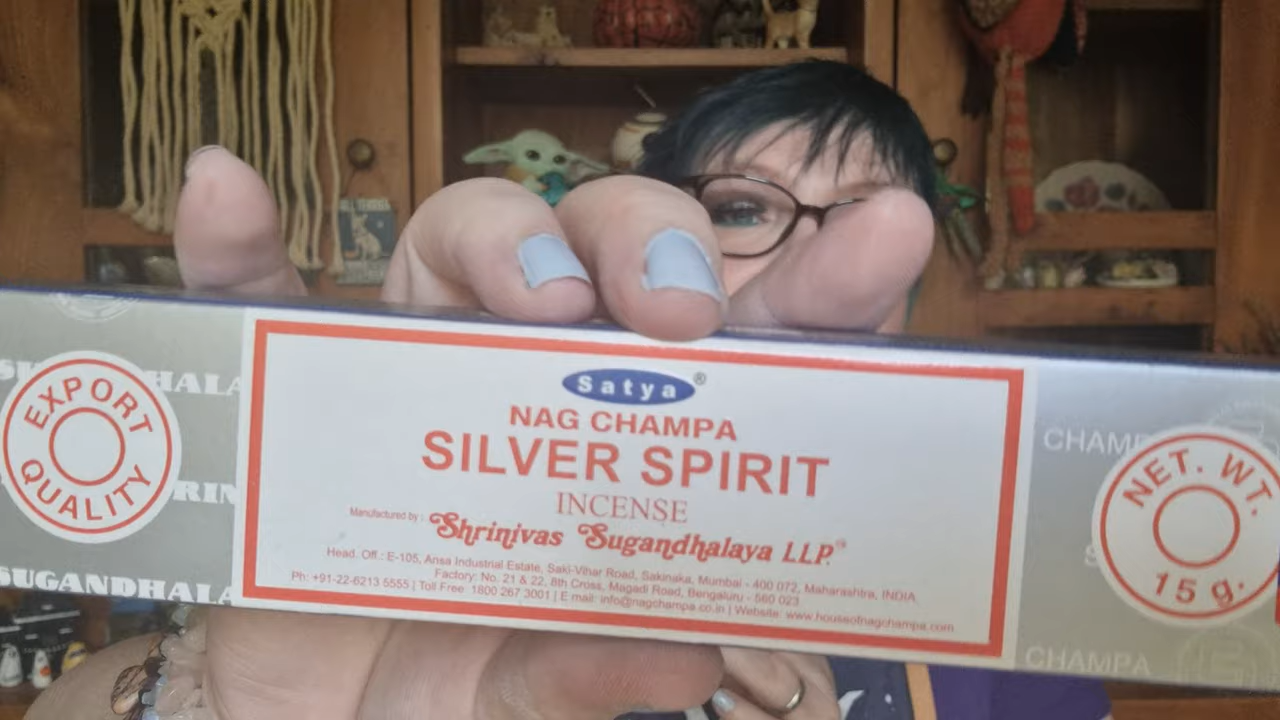 EXPORT QUALITY
Satya®
NAG CHAMPA
SILVER SPIRIT
INCENSE
Manufactured by : Shrinivas Sugandhalaya LLP.
Head. Off.: E-105, Ansa Industrial Estate, Saki-Vihar Road, Sakinaka, Mumbai - 400 072, Maharashtra, INDIA
Factory: No. 21 & 22, 8th Cross, Magadi Road, Bengaluru - 560 023
Ph: +91-22-6213 5555 | Toll Free: 1800 267 3001 | E mail: info@nagchampa.co.in | Website: www.houseofnagchampa.com
NET. WT. 15 g.
SUGANDHALA
CHAMP
CHAMPA